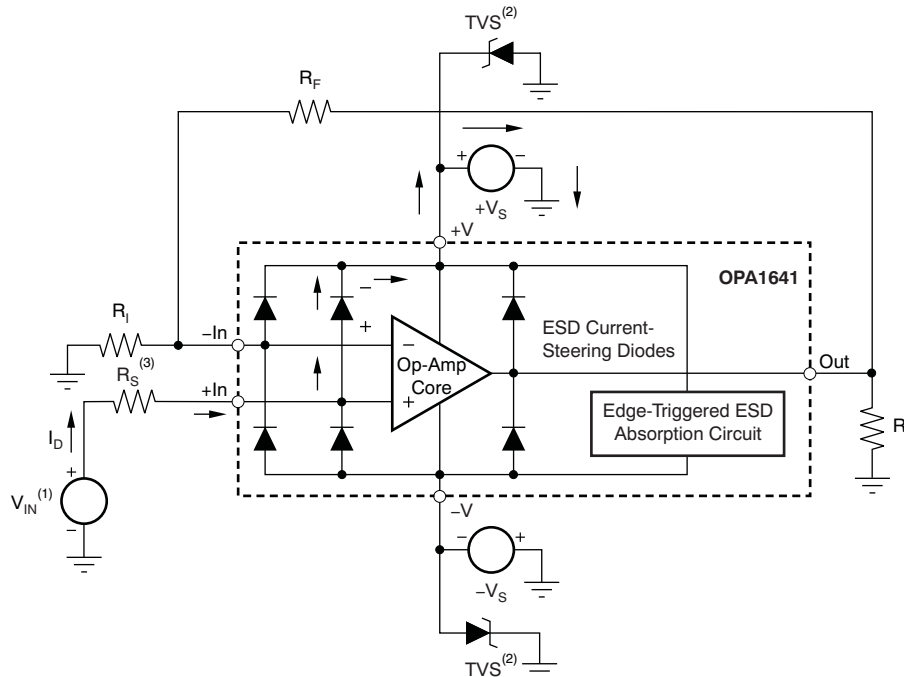 TVS(2)
RF
+ −
+VS
+V
OPA1641
−
+
RI
−In
ESD Current-
Steering Diodes
− Op-Amp
Core
+
Out
(3)
RS
+In
Edge-Triggered ESD
Absorption Circuit
R
ID
+
VIN(1)
−
−V
− +
−VS
TVS(2)